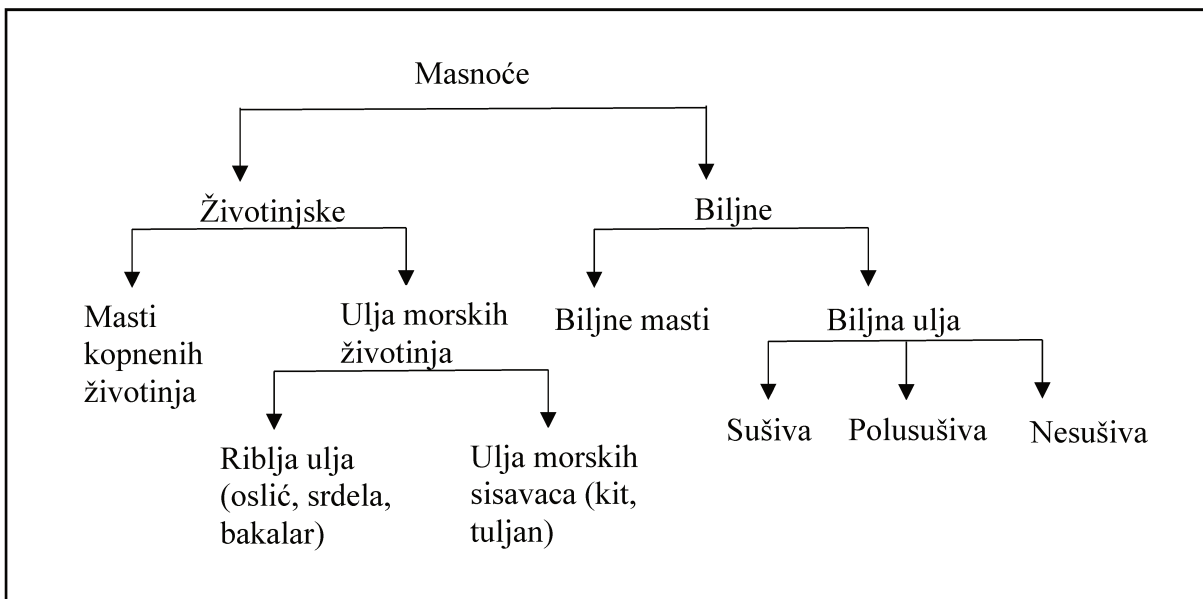 Masnoće
Životinjske
Biljne
Masti
kopnenih
životinja
Ulja morskih
životinja
Biljne masti
Biljna ulja
Riblja ulja
(oslić, srdela,
bakalar)
Ulja morskih
sisavaca (kit,
tuljan)
Sušiva
Polusušiva
Nesušiva